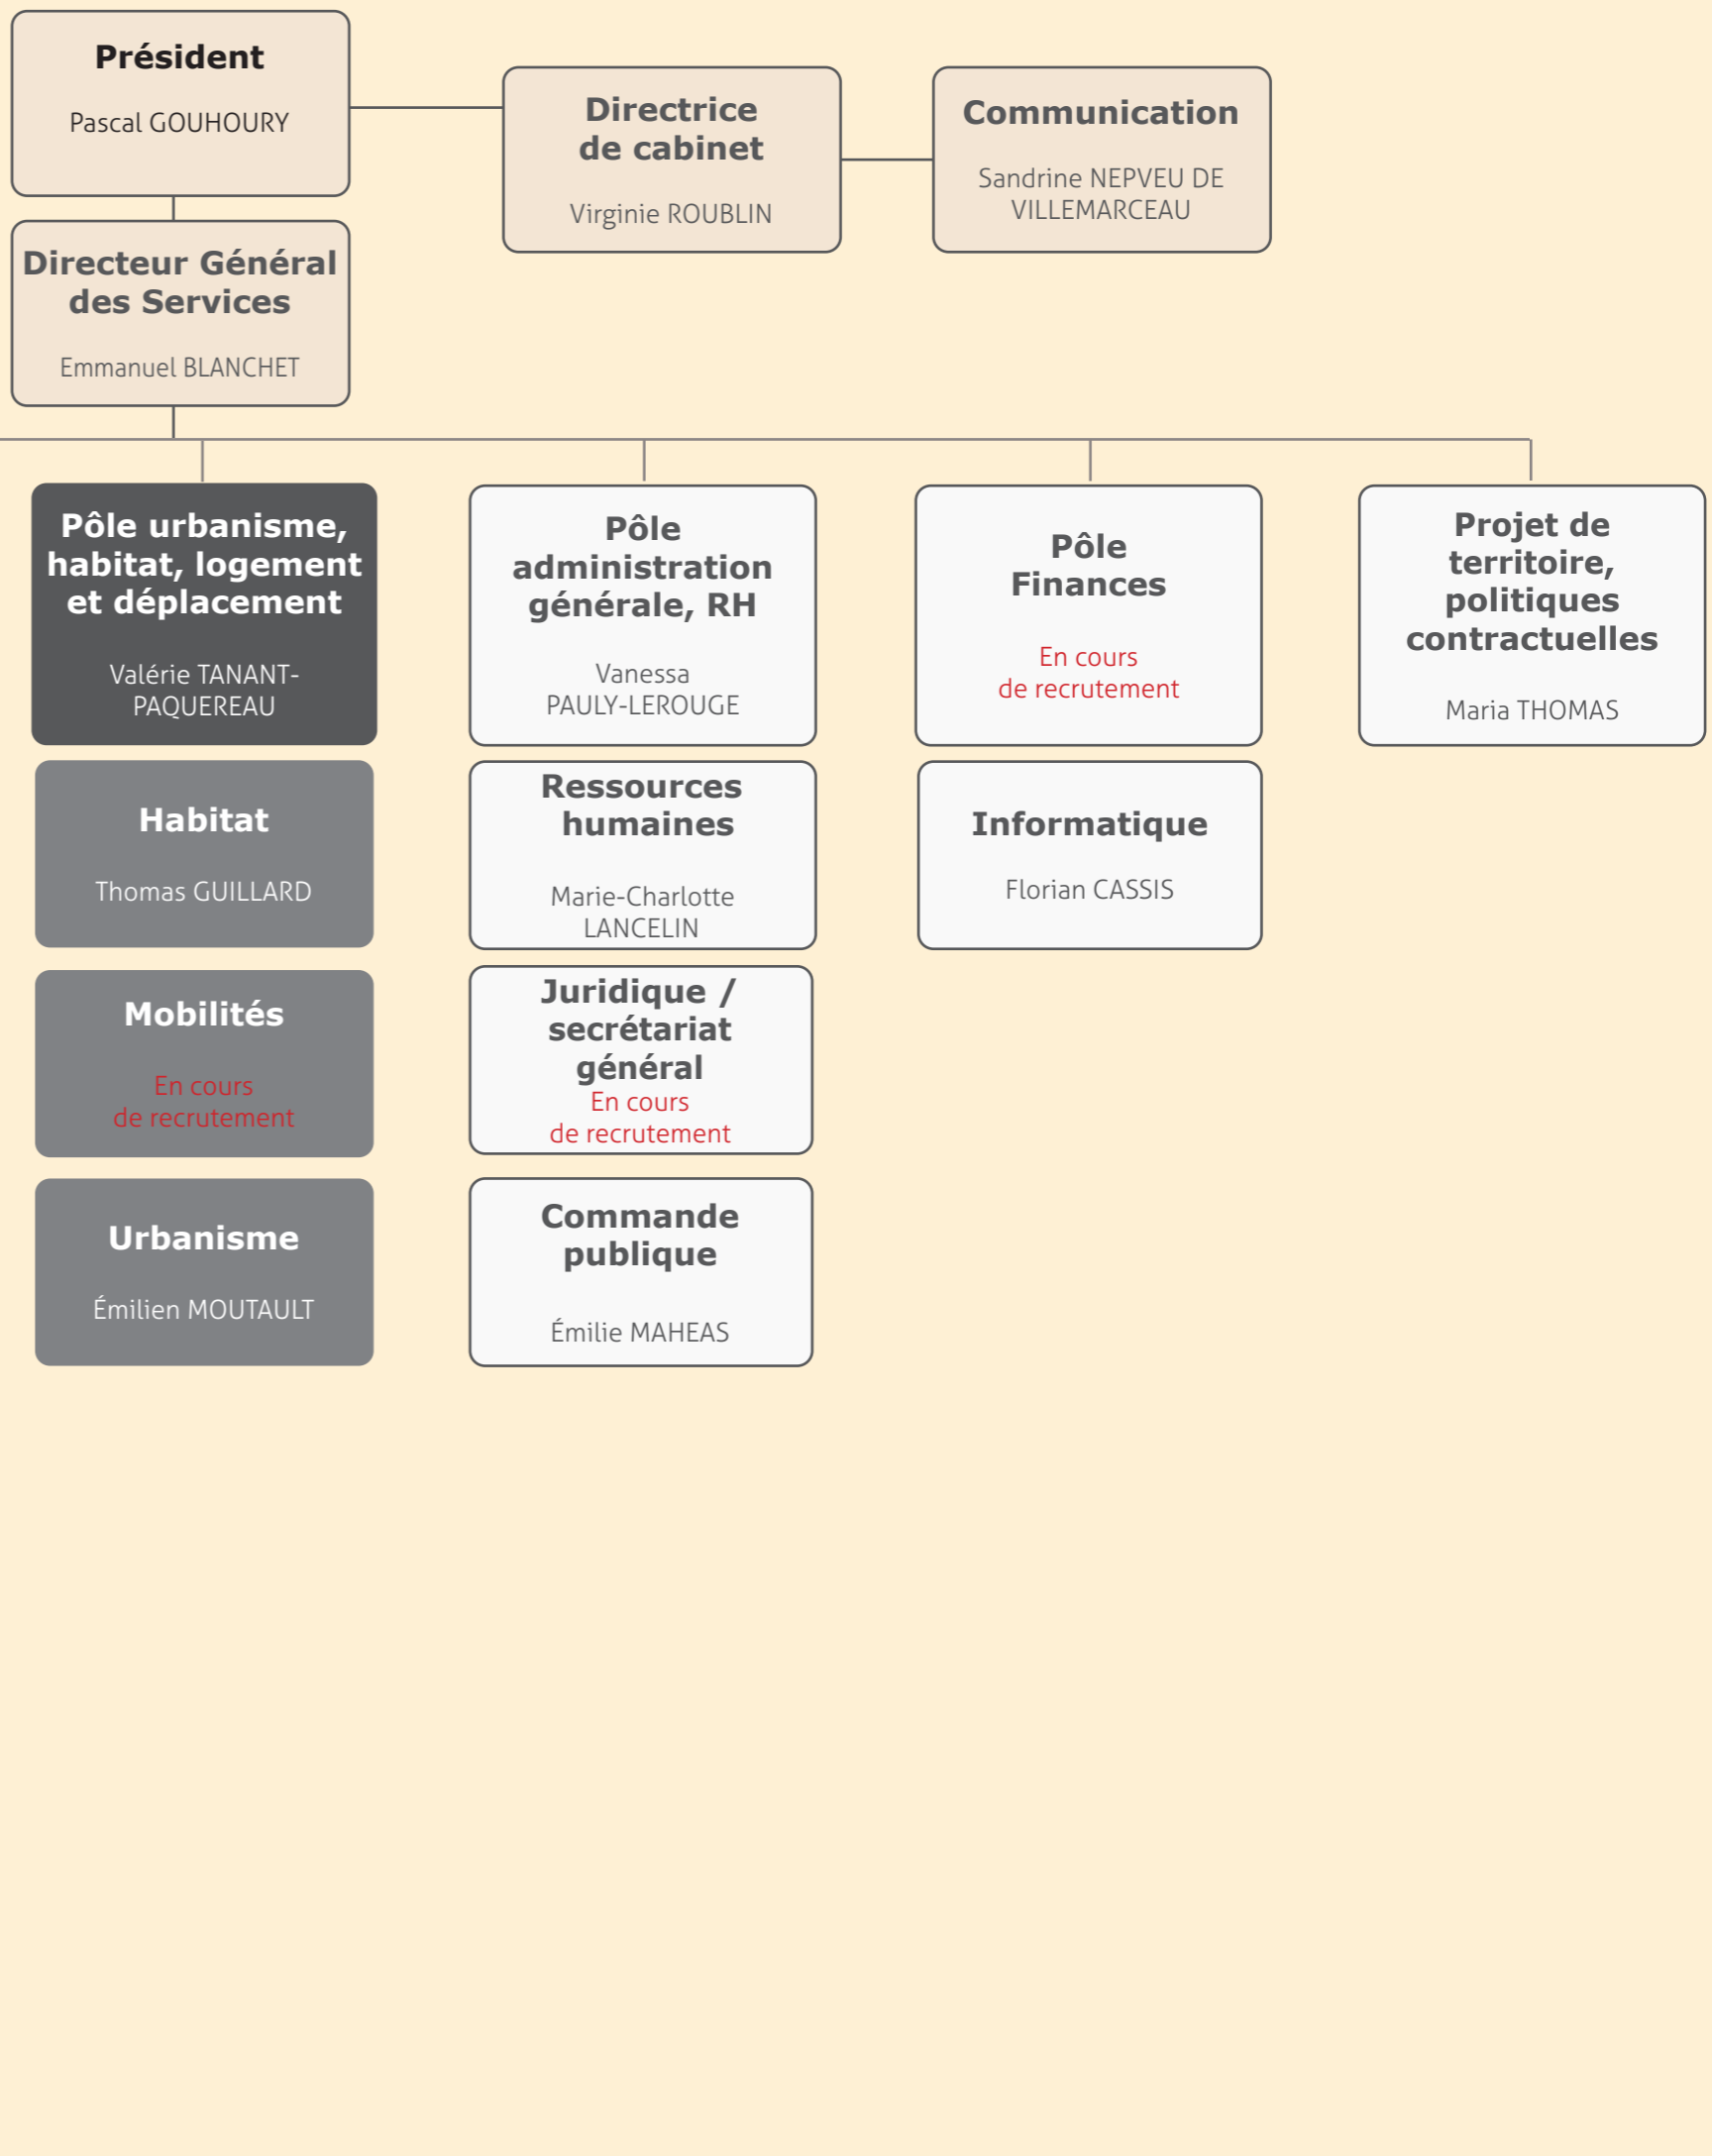 Président
Pascal GOUHOURY
Directrice
de cabinet
Virginie ROUBLIN
Communication
Sandrine NEPVEU DE
VILLEMARCEAU
Directeur Général
des Services
Emmanuel BLANCHET
Pôle urbanisme,
habitat, logement
et déplacement
Valérie TANANT-
PAQUEREAU
Habitat
Thomas GUILLARD
Mobilités
En cours
de recrutement
Urbanisme
Émilien MOUTAULT
Pôle
administration
générale, RH
Vanessa
PAULY-LEROUGE
Ressources
humaines
Marie-Charlotte
LANCELIN
Juridique /
secrétariat
général
En cours
de recrutement
Commande
publique
Émilie MAHEAS
Pôle
Finances
En cours
de recrutement
Informatique
Florian CASSIS
Projet de
territoire,
politiques
contractuelles
Maria THOMAS